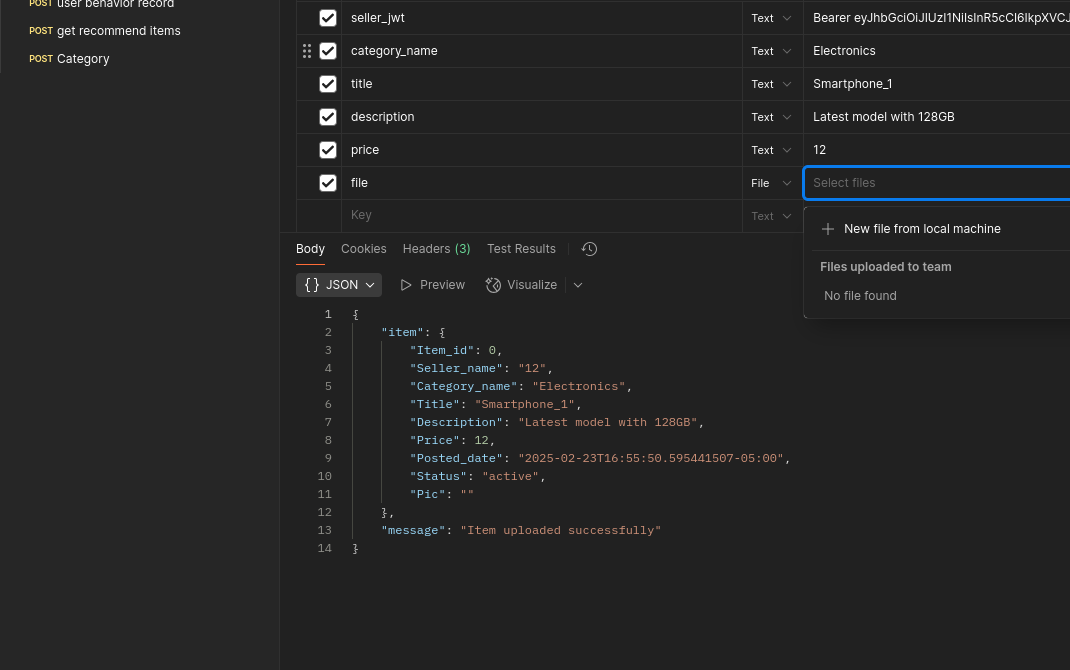 POST user behavior record
POST get recommend items
POST Category
seller_jwt Text Bearer
category_name Text Electronics
title Text Smartphone_1
description Text Latest model with 128GB
price Text 12
file File Select files
Key Text
New file from local machine
Files uploaded to team
No file found
Body Cookies Headers (3) Test Results
{} JSON Preview Visualize
1 {
2 "item": {
3 "Item_id": 0,
4 "Seller_name": "12",
5 "Category_name": "Electronics",
6 "Title": "Smartphone_1",
7 "Description": "Latest model with 128GB",
8 "Price": 12,
9 "Posted_date": "2025-02-23T16:55:50.595441507-05:00",
10 "Status": "active",
11 "Pic": ""
12 },
13 "message": "Item uploaded successfully"
14 }